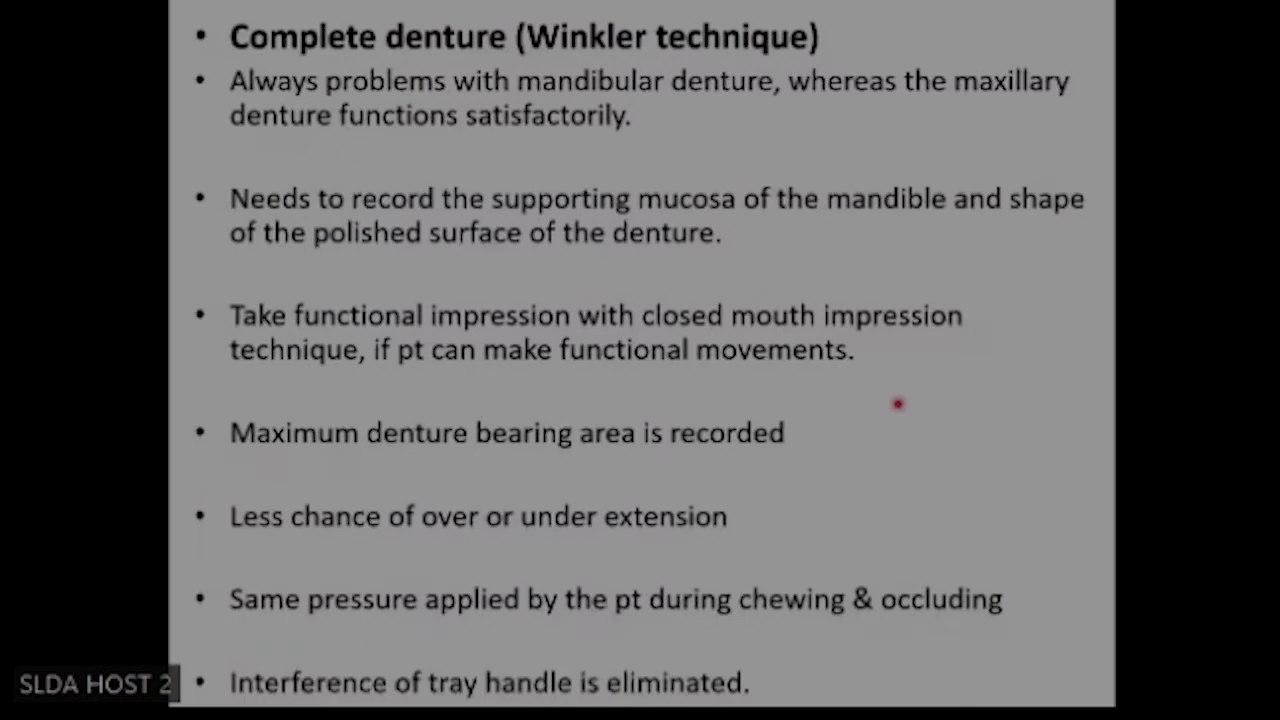 • Complete denture (Winkler technique)
• Always problems with mandibular denture, whereas the maxillary
denture functions satisfactorily.
• Needs to record the supporting mucosa of the mandible and shape
of the polished surface of the denture.
• Take functional impression with closed mouth impression
technique, if pt can make functional movements.
• Maximum denture bearing area is recorded
• Less chance of over or under extension
• Same pressure applied by the pt during chewing & occluding
• Interference of tray handle is eliminated.
SLDA HOST 2